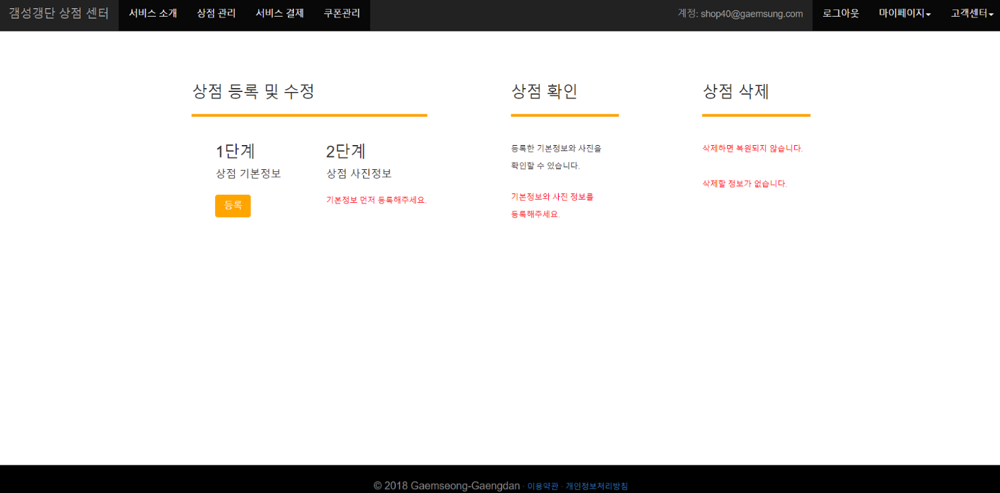 갬성갱단 상점 센터 서비스 소개 상점 관리 서비스 결제 쿠폰관리 계정: shop40@gaemsung.com 로그아웃 마이페이지 고객센터
상점 등록 및 수정
1단계
상점 기본정보
등록
2단계
상점 사진정보
기본정보 먼저 등록해주세요.
상점 확인
등록한 기본정보와 사진을
확인할 수 있습니다.
기본정보와 사진 정보를
등록해주세요.
상점 삭제
삭제하면 복원되지 않습니다.
삭제할 정보가 없습니다.
© 2018 Gaemseong-Gaengdan · 이용약관 · 개인정보처리방침